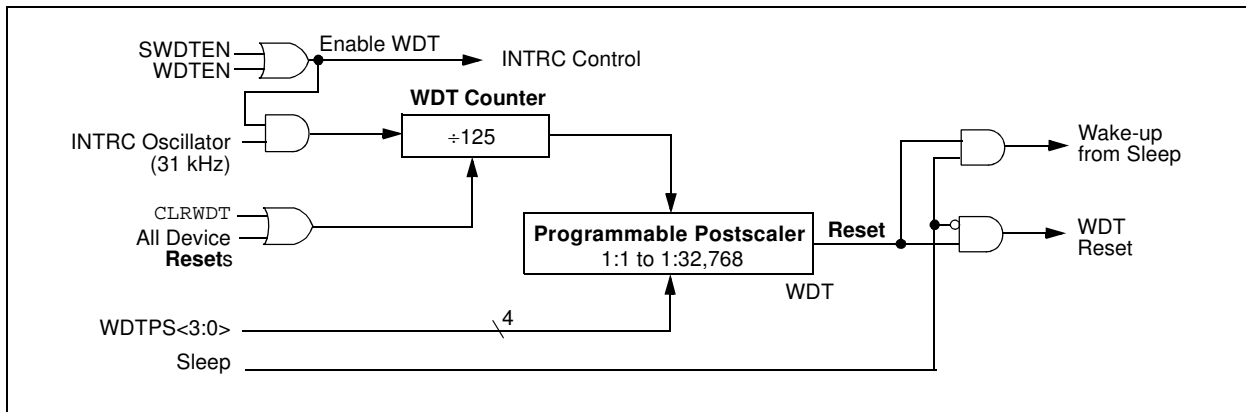 SWDTEN
WDTEN
Enable WDT
INTRC Control
WDT Counter
÷125
INTRC Oscillator
(31 kHz)
Wake-up
from Sleep
CLRWDT
All Device
Resets
Programmable Postscaler
1:1 to 1:32,768
Reset
WDT
Reset
WDT
WDTPS<3:0>
4
Sleep